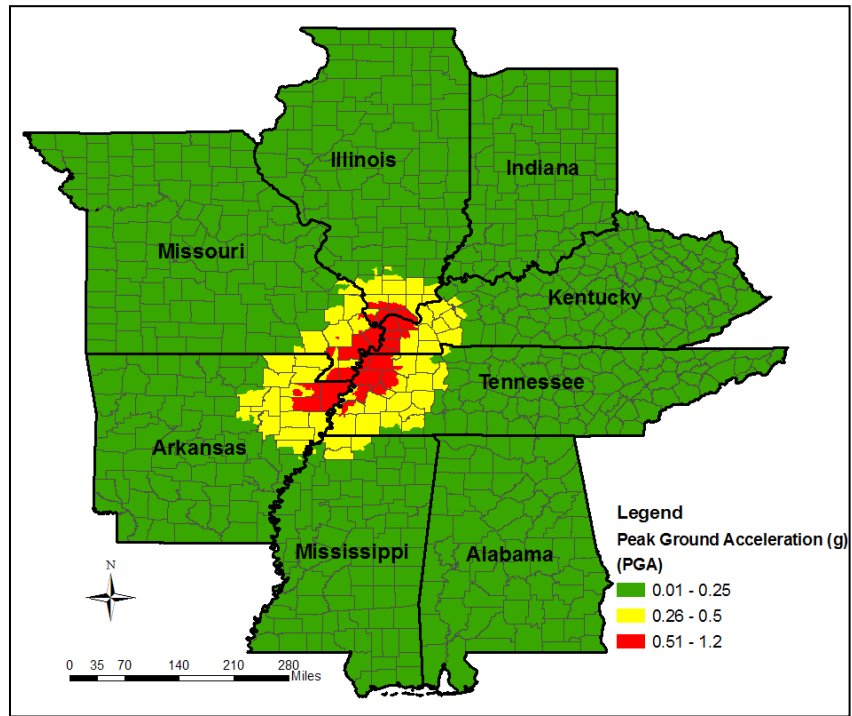 Illinois
Indiana
Missouri
Kentucky
Tennessee
Arkansas
Mississippi
Alabama
Legend
Peak Ground Acceleration (g)
(PGA)
0.01 - 0.25
0.26 - 0.5
0.51 - 1.2
N
0 35 70 140 210 280
Miles